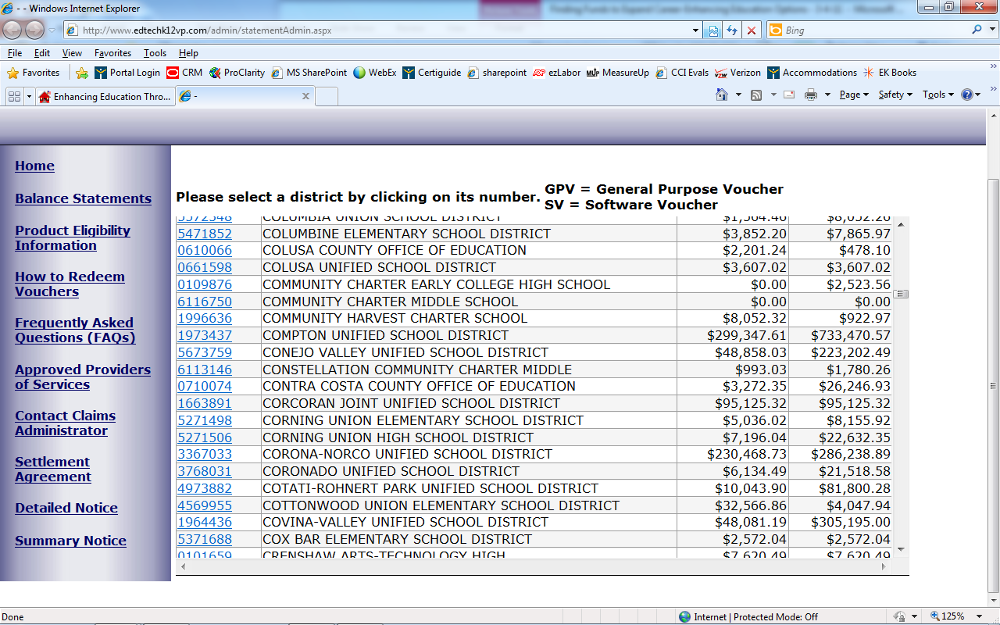 - - Windows Internet Explorer
http://www.edtechk12vp.com/admin/statementAdmin.aspx
Bing
File Edit View Favorites Tools Help
Favorites Portal Login CRM ProClarity MS SharePoint WebEx Certiguide sharepoint ezLabor MeasureUp CCI Evals Verizon Accommodations EK Books
Enhancing Education Thro... -
Page Safety Tools
Home
Balance Statements
Product Eligibility
Information
How to Redeem
Vouchers
Frequently Asked
Questions (FAQs)
Approved Providers
of Services
Contact Claims
Administrator
Settlement
Agreement
Detailed Notice
Summary Notice
Please select a district by clicking on its number.
GPV = General Purpose Voucher
SV = Software Voucher
COLUMBIA UNION SCHOOL DISTRICT
5471852 COLUMBINE ELEMENTARY SCHOOL DISTRICT $3,852.20 $7,865.97
0610066 COLUSA COUNTY OFFICE OF EDUCATION $2,201.24 $478.10
0661598 COLUSA UNIFIED SCHOOL DISTRICT $3,607.02 $3,607.02
0109876 COMMUNITY CHARTER EARLY COLLEGE HIGH SCHOOL $0.00 $2,523.56
6116750 COMMUNITY CHARTER MIDDLE SCHOOL $0.00 $0.00
1996636 COMMUNITY HARVEST CHARTER SCHOOL $8,052.32 $922.97
1973437 COMPTON UNIFIED SCHOOL DISTRICT $299,347.61 $733,470.57
5673759 CONEJO VALLEY UNIFIED SCHOOL DISTRICT $48,858.03 $223,202.49
6113146 CONSTELLATION COMMUNITY CHARTER MIDDLE $993.03 $1,780.26
0710074 CONTRA COSTA COUNTY OFFICE OF EDUCATION $3,272.35 $26,246.93
1663891 CORCORAN JOINT UNIFIED SCHOOL DISTRICT $95,125.32 $95,125.32
5271498 CORNING UNION ELEMENTARY SCHOOL DISTRICT $5,036.02 $8,155.92
5271506 CORNING UNION HIGH SCHOOL DISTRICT $7,196.04 $22,632.35
3367033 CORONA-NORCO UNIFIED SCHOOL DISTRICT $230,468.73 $286,238.89
3768031 CORONADO UNIFIED SCHOOL DISTRICT $6,134.49 $21,518.58
4973882 COTATI-ROHNERT PARK UNIFIED SCHOOL DISTRICT $10,043.90 $81,800.28
4569955 COTTONWOOD UNION ELEMENTARY SCHOOL DISTRICT $32,566.86 $4,047.94
1964436 COVINA-VALLEY UNIFIED SCHOOL DISTRICT $48,081.19 $305,195.00
5371688 COX BAR ELEMENTARY SCHOOL DISTRICT $2,572.04 $2,572.04
0101659 CRENSHAW ARTS-TECHNOLOGY HIGH $7,620.49 $7,620.49
Done
Internet | Protected Mode: Off
125%